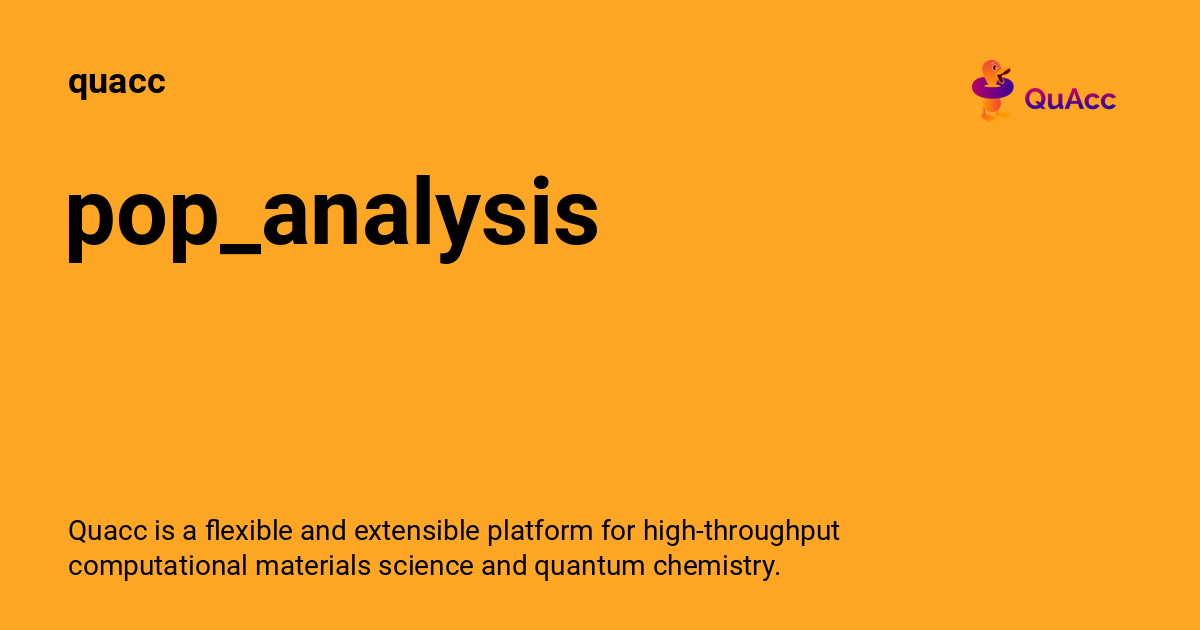 quacc
QuAcc
pop_analysis
Quacc is a flexible and extensible platform for high-throughput
computational materials science and quantum chemistry.